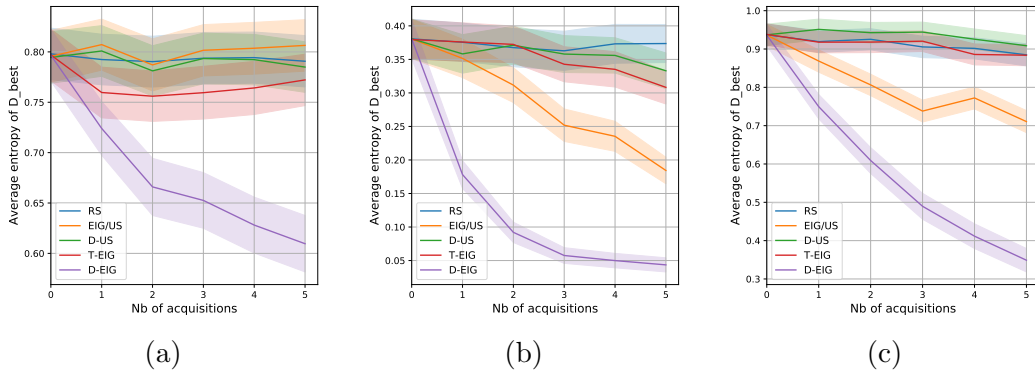 Average entropy of D_best
0.80
0.75
0.70
0.65
0.60
RS
EIG/US
D-US
T-EIG
D-EIG
0 1 2 3 4 5
Nb of acquisitions
(a)
Average entropy of D_best
0.40
0.35
0.30
0.25
0.20
0.15
0.10
0.05
RS
EIG/US
D-US
T-EIG
D-EIG
0 1 2 3 4 5
Nb of acquisitions
(b)
Average entropy of D_best
1.0
0.9
0.8
0.7
0.6
0.5
0.4
0.3
RS
EIG/US
D-US
T-EIG
D-EIG
0 1 2 3 4 5
Nb of acquisitions
(c)